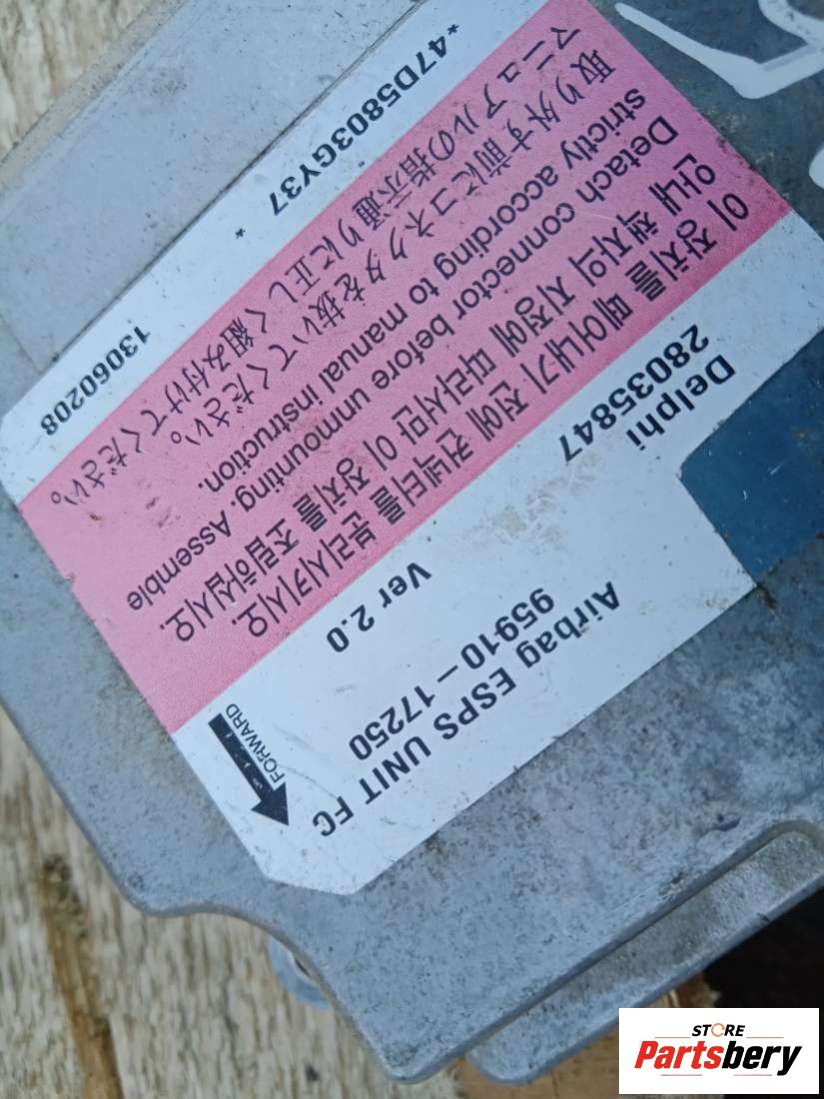 Airbag ESPS UNIT FC
95910-17250
Ver 2.0
Delphi
28035847
이 장치를 떼어내기 전에 컨넥터를 분리시키시오.
안내 책자의 지정에 따라서만 이 장치를 조립하십시오.
Detach connector before unmounting. Assemble
strictly according to manual instruction.
取り外す前にコネクタを抜いてください。
マニュアルの指示通りに正しく組み付けてください。
*47D5803GY37 *
13060208
FORWARD
STORE
Partsbery